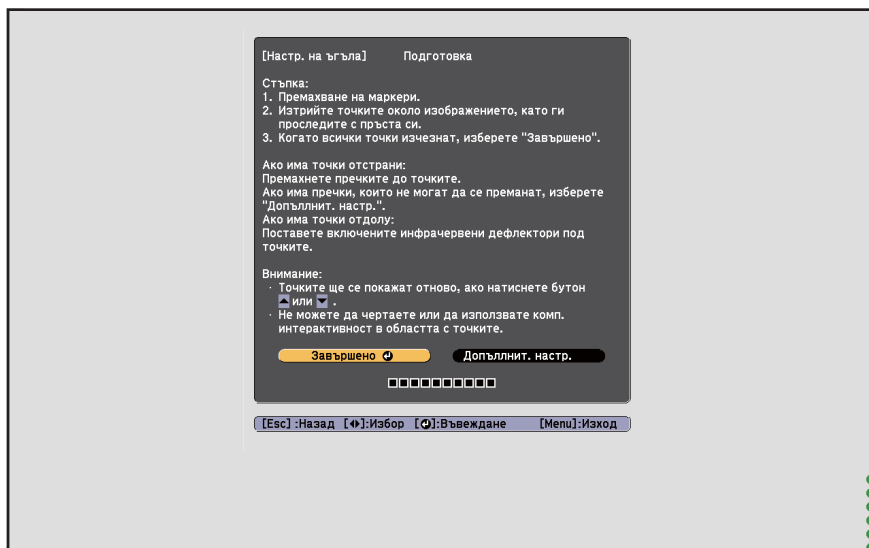 [Настр. на ъгъла] Подготовка
Стъпка:
1. Премахване на маркери.
2. Изтрийте точките около изображението, като ги
проследите с пръста си.
3. Когато всички точки изчезнат, изберете "Завършено".
Ако има точки отстрани:
Премахнете пречките до точките.
Ако има пречки, които не могат да се преманат, изберете
"Допъллнит. настр.".
Ако има точки отдолу:
Поставете включените инфрачервени дефлектори под
точките.
Внимание:
· Точките ще се покажат отново, ако натиснете бутон
▲ или ▼ .
· Не можете да чертаете или да използвате комп.
интерактивност в областта с точките.
Завършено Допъллнит. настр.
[Esc] :Назад [◆]:Избор [↵]:Въвеждане [Menu]:Изход